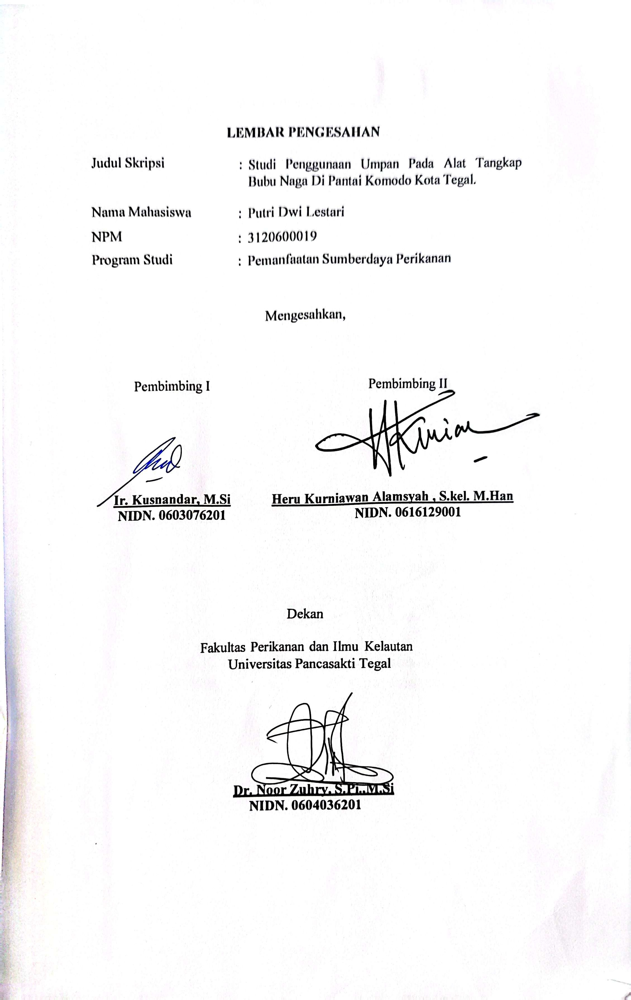 LEMBAR PENGESAHAN
Judul Skripsi : Studi Penggunaan Umpan Pada Alat Tangkap
Bubu Naga Di Pantai Komodo Kota Tegal.
Nama Mahasiswa : Putri Dwi Lestari
NPM : 3120600019
Program Studi : Pemanfaatan Sumberdaya Perikanan
Mengesahkan,
Pembimbing I
Pembimbing II
Ir. Kusnandar, M.Si
NIDN. 0603076201
Heru Kurniawan Alamsyah , S.kel. M.Han
NIDN. 0616129001
Dekan
Fakultas Perikanan dan Ilmu Kelautan
Universitas Pancasakti Tegal
Dr. Noor Zuhry, S.Pi.,M.Si
NIDN. 0604036201